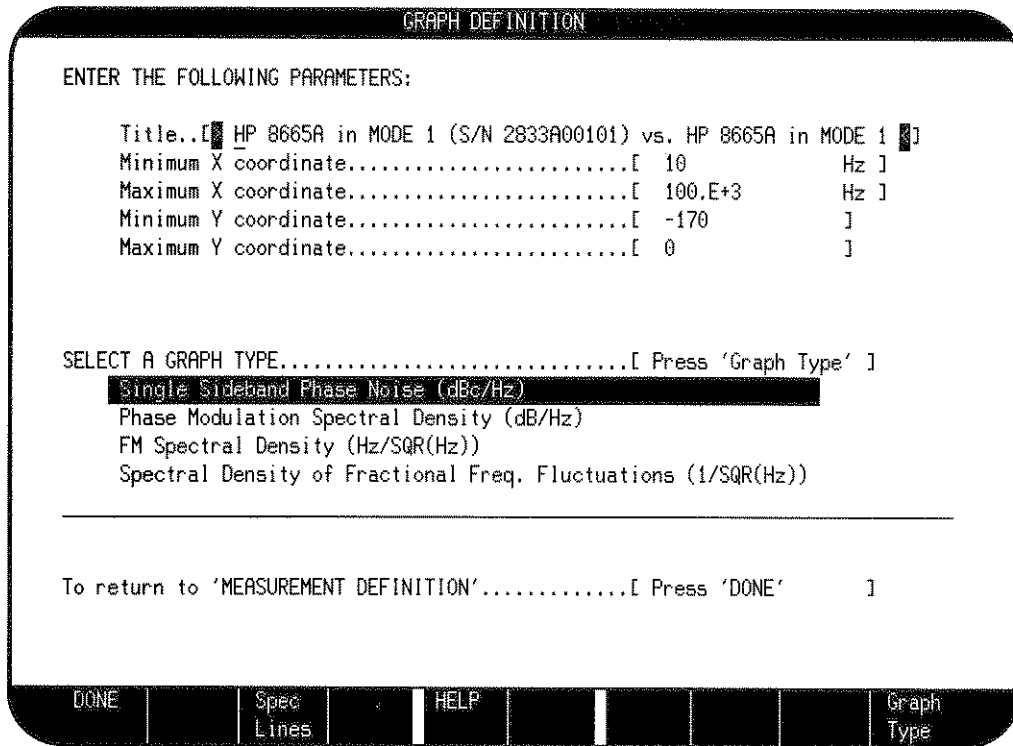 GRAPH DEFINITION
ENTER THE FOLLOWING PARAMETERS:
Title..[ HP 8665A in MODE 1 (S/N 2833A00101) vs. HP 8665A in MODE 1 ]
Minimum X coordinate..............................[ 10 Hz ]
Maximum X coordinate..............................[ 100.E+3 Hz ]
Minimum Y coordinate..............................[ -170 ]
Maximum Y coordinate..............................[ 0 ]
SELECT A GRAPH TYPE.....................................[ Press 'Graph Type' ]
Single Sideband Phase Noise (dBc/Hz)
Phase Modulation Spectral Density (dB/Hz)
FM Spectral Density (Hz/SQR(Hz))
Spectral Density of Fractional Freq. Fluctuations (1/SQR(Hz))
To return to 'MEASUREMENT DEFINITION'...............[ Press 'DONE' ]
DONE Spec Lines HELP Graph Type